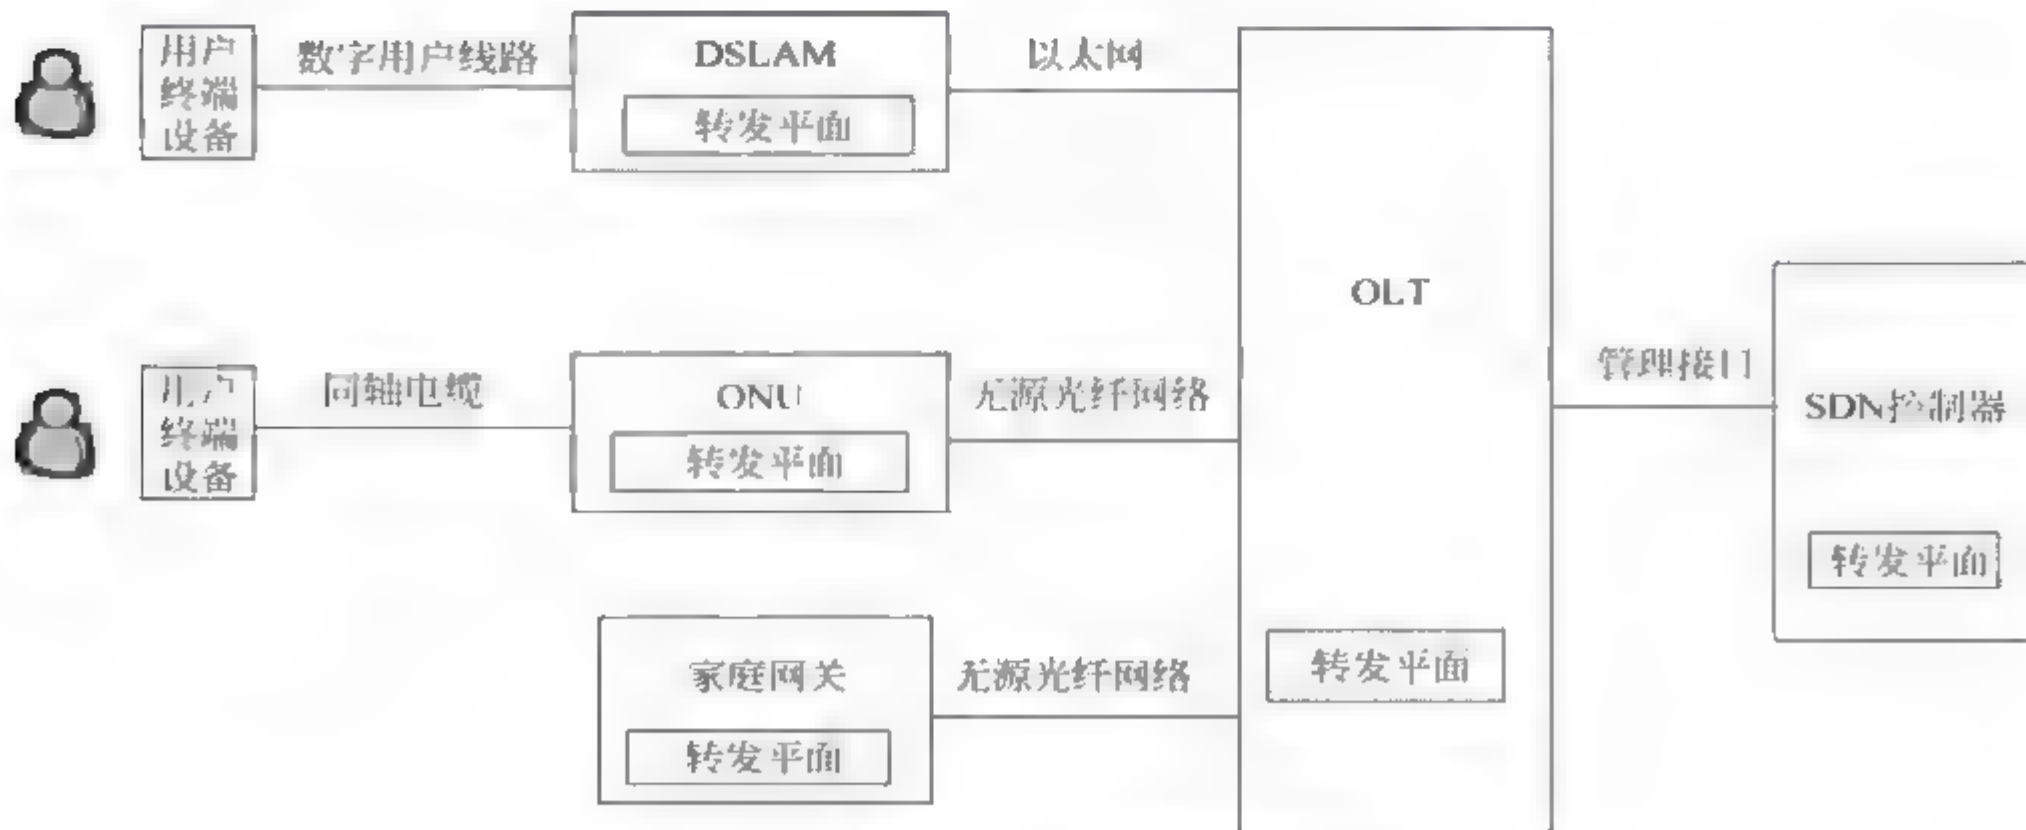 用户
终端
设备
数字用户线路
DSLAM
转发平面
以太网
OLT
转发平面
用户
终端
设备
同轴电缆
ONU
转发平面
无源光纤网络
家庭网关
转发平面
无源光纤网络
管理接口
SDN控制器
转发平面